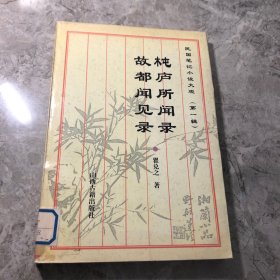 民国笔记小说大观（第一辑）
杶庐所闻录
故都闻见录
瞿兑之 著
山西古籍出版社